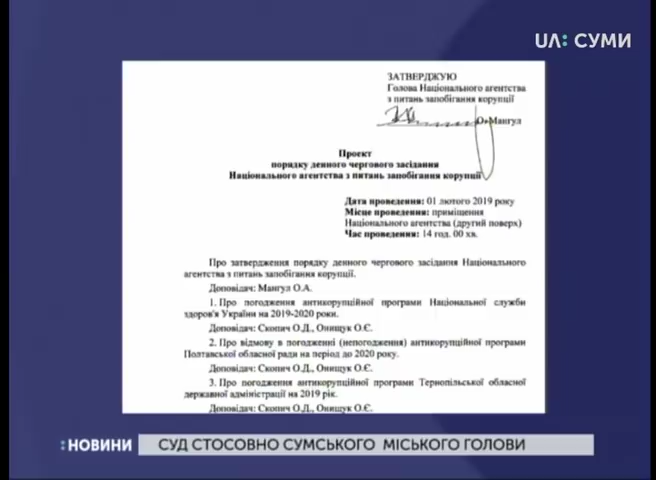 UA: СУМИ
ЗАТВЕРДЖУЮ
Голова Національного агентства
з питань запобігання корупції
О. Мангул
Проект
порядку денного чергового засідання
Національного агентства з питань запобігання корупції
Дата проведення: 01 лютого 2019 року
Місце проведення: приміщення
Національного агентства (другий поверх)
Час проведення: 14 год. 00 хв.
Про затвердження порядку денного чергового засідання Національного
агентства з питань запобігання корупції.
Доповідач: Мангул О.А.
1. Про погодження антикорупційної програми Національної служби
здоров'я України на 2019-2020 роки.
Доповідач: Скопич О.Д., Онищук О.Є.
2. Про відмову в погодженні (непогодження) антикорупційної програми
Полтавської обласної ради на період до 2020 року.
Доповідач: Скопич О.Д., Онищук О.Є.
3. Про погодження антикорупційної програми Тернопільської обласної
державної адміністрації на 2019 рік.
Доповідач: Скопич О.Д., Онищук О.Є.
:НОВИНИ
СУД СТОСОВНО СУМСЬКОГО МІСЬКОГО ГОЛОВИ